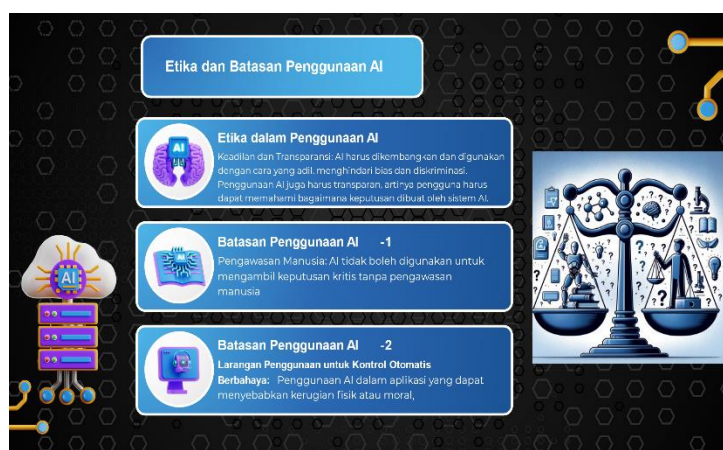 Etika dan Batasan Penggunaan AI
Etika dalam Penggunaan AI
Keadilan dan Transparansi: AI harus dikembangkan dan digunakan
dengan cara yang adil, menghindari bias dan diskriminasi.
Penggunaan AI juga harus transparan, artinya pengguna harus
dapat memahami bagaimana keputusan dibuat oleh sistem AI.
AI
Batasan Penggunaan AI -1
Pengawasan Manusia: AI tidak boleh digunakan untuk
mengambil keputusan kritis tanpa pengawasan
manusia
AI
Batasan Penggunaan AI -2
Larangan Penggunaan untuk Kontrol Otomatis
Berbahaya: Penggunaan AI dalam aplikasi yang dapat
menyebabkan kerugian fisik atau moral,